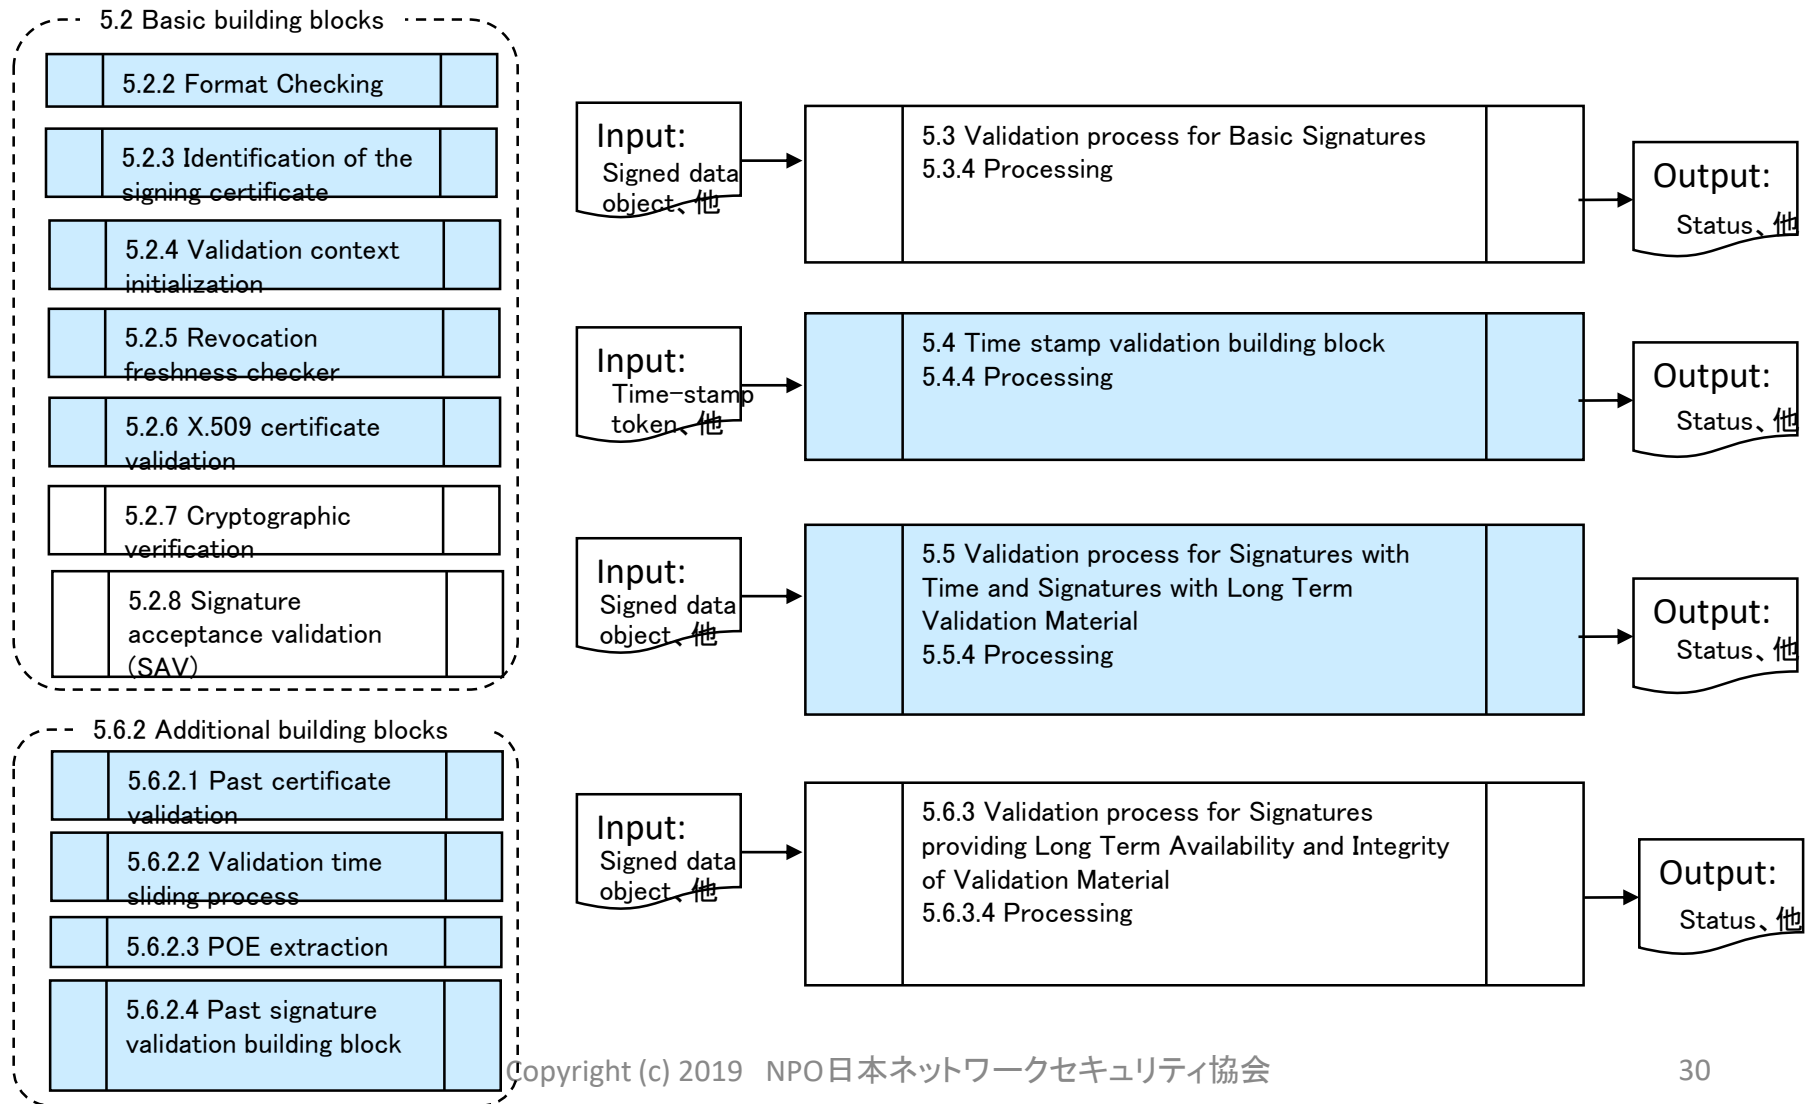 5.2 Basic building blocks
5.2.2 Format Checking
5.2.3 Identification of the
signing certificate
5.2.4 Validation context
initialization
5.2.5 Revocation
freshness checker
5.2.6 X.509 certificate
validation
5.2.7 Cryptographic
verification
5.2.8 Signature
acceptance validation
(SAV)
5.6.2 Additional building blocks
5.6.2.1 Past certificate
validation
5.6.2.2 Validation time
sliding process
5.6.2.3 POE extraction
5.6.2.4 Past signature
validation building block
Input:
Signed data
object、他
5.3 Validation process for Basic Signatures
5.3.4 Processing
Output:
Status、他
Input:
Time-stamp
token、他
5.4 Time stamp validation building block
5.4.4 Processing
Output:
Status、他
Input:
Signed data
object、他
5.5 Validation process for Signatures with
Time and Signatures with Long Term
Validation Material
5.5.4 Processing
Output:
Status、他
Input:
Signed data
object、他
5.6.3 Validation process for Signatures
providing Long Term Availability and Integrity
of Validation Material
5.6.3.4 Processing
Output:
Status、他
Copyright (c) 2019 NPO日本ネットワークセキュリティ協会
30